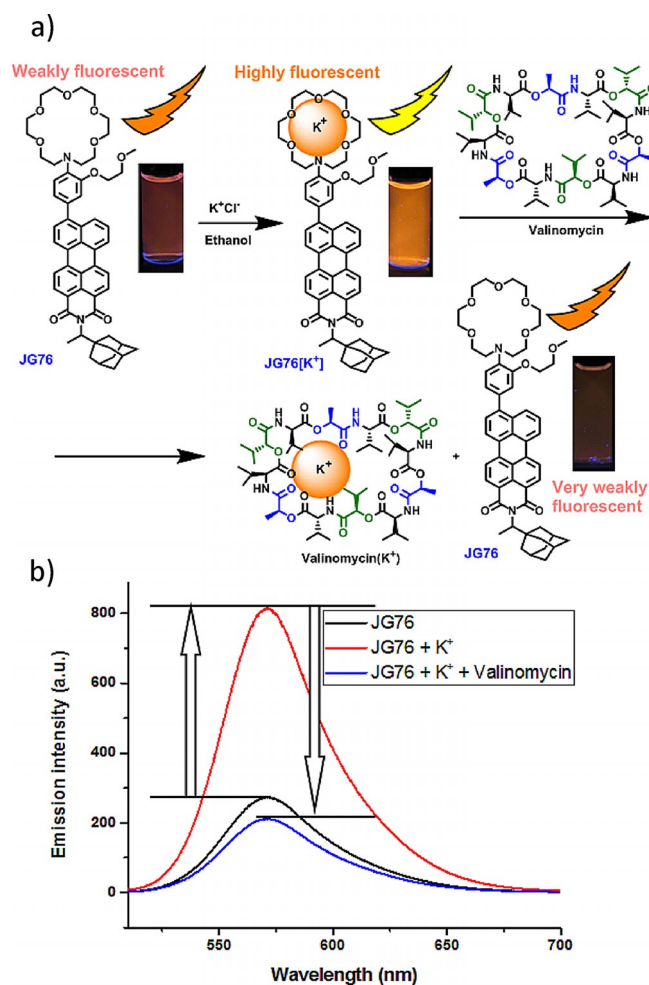 a)
Weakly fluorescent
Highly fluorescent
K⁺
K⁺Cl⁻
Ethanol
Valinomycin
JG76
JG76[K⁺]
K⁺
+
Very weakly
fluorescent
Valinomycin(K⁺)
JG76
b)
800
600
400
200
0
Emission intensity (a.u.)
JG76
JG76 + K⁺
JG76 + K⁺ + Valinomycin
550
600
650
700
Wavelength (nm)